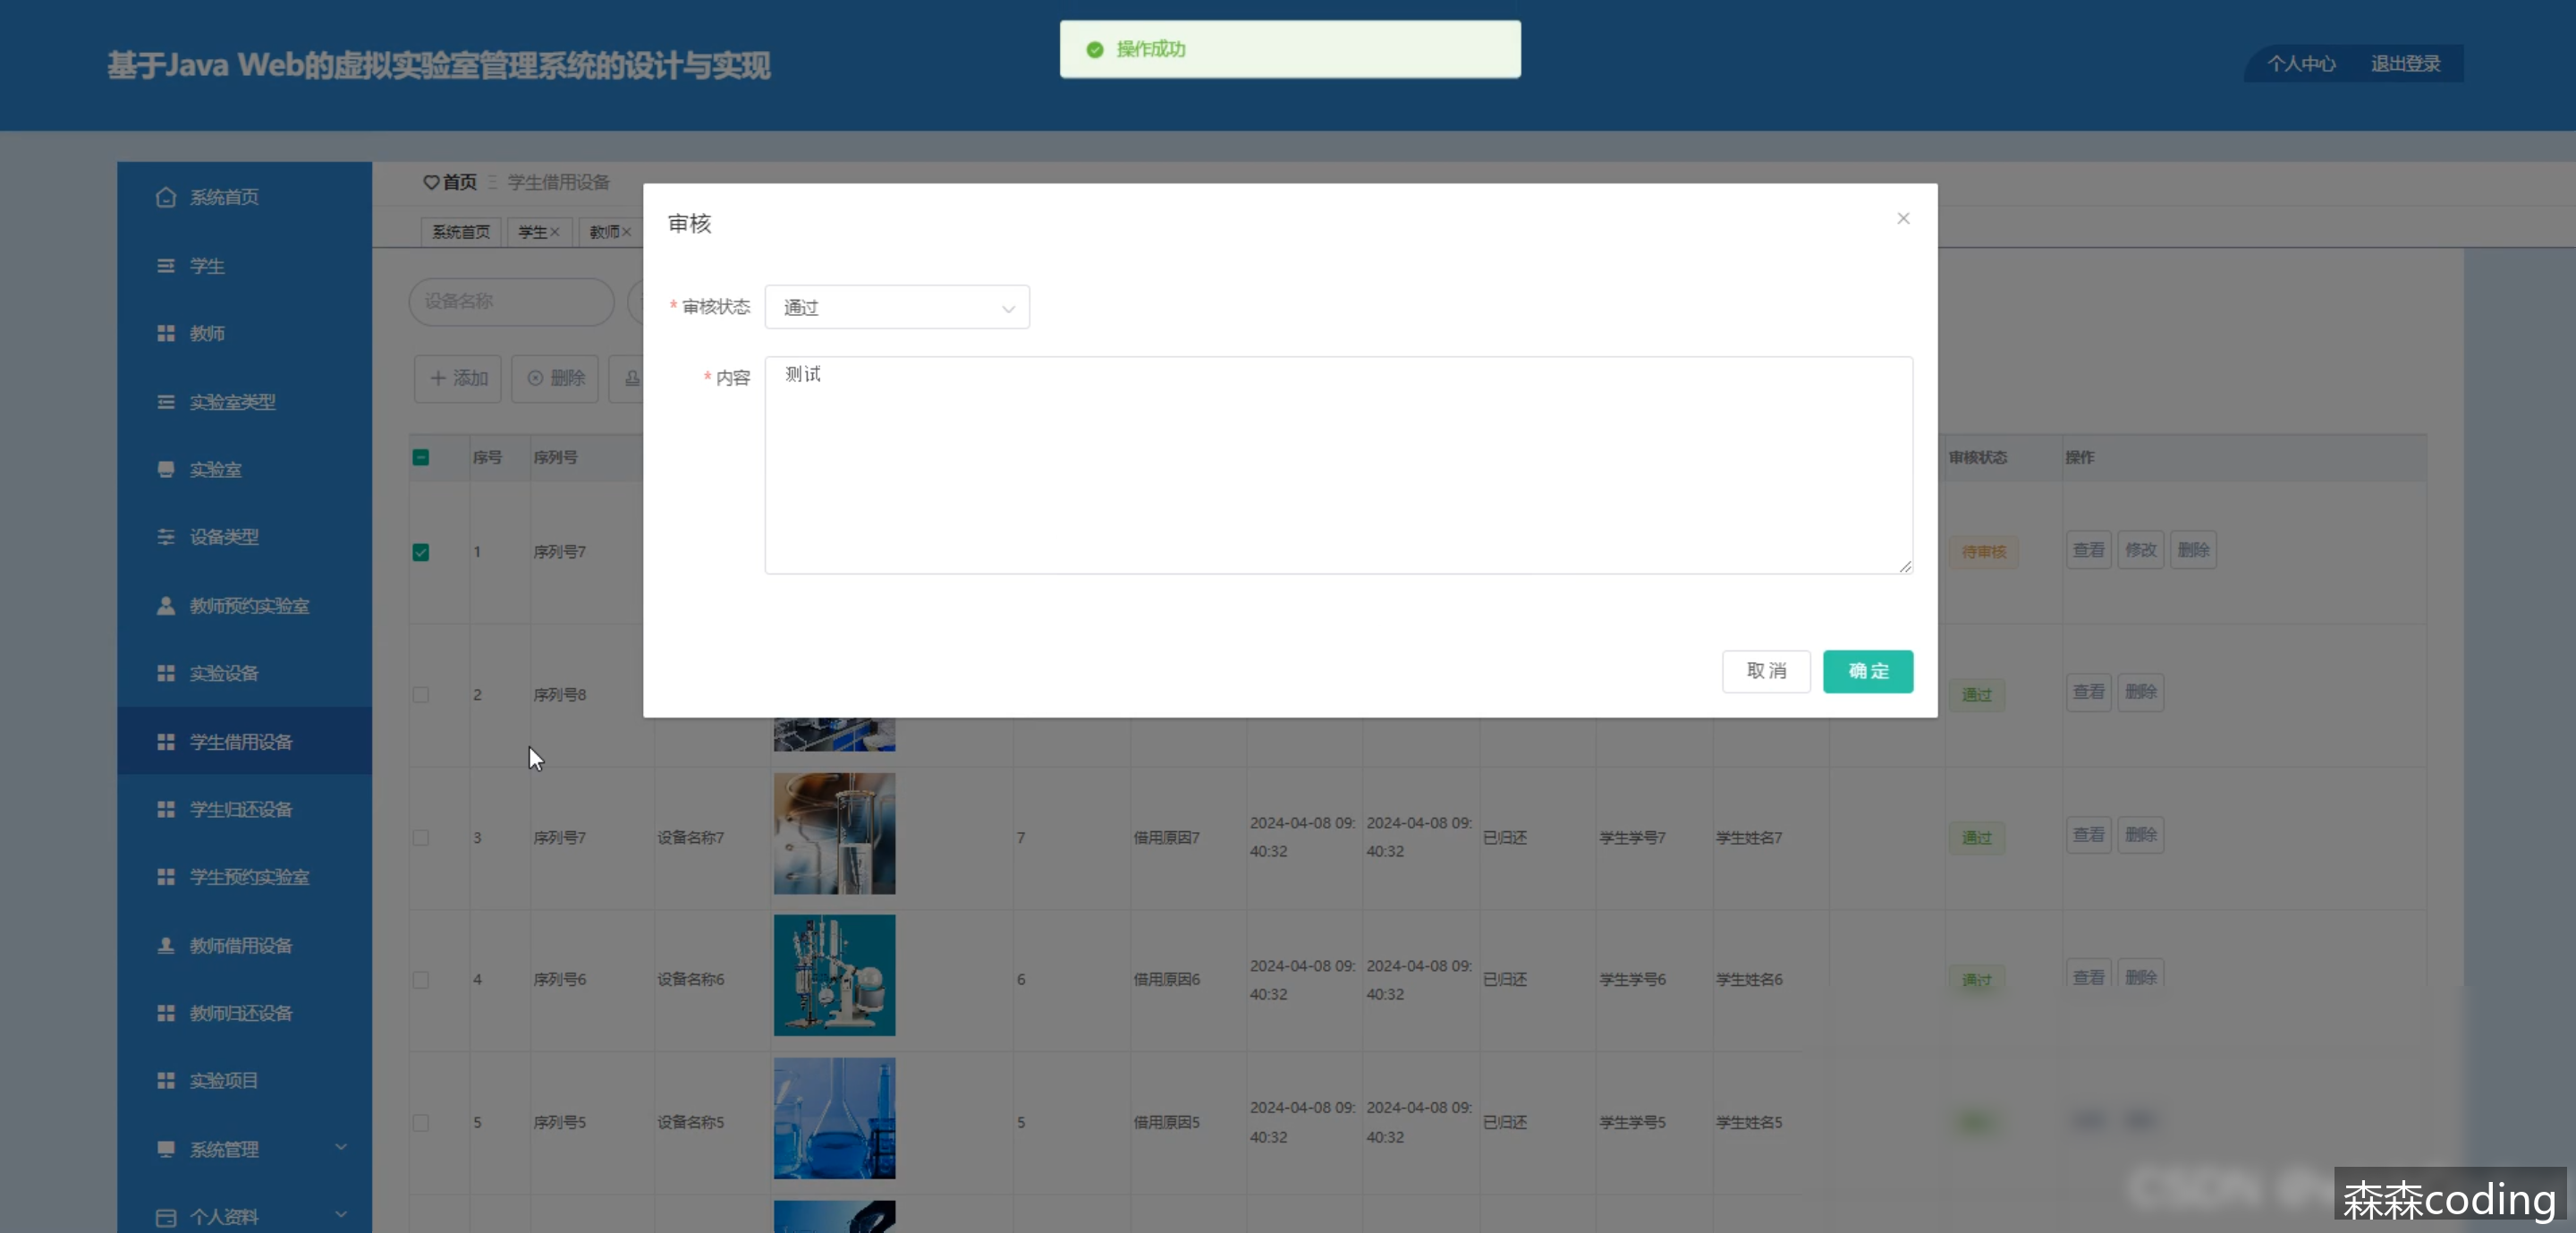 基于Java Web的虚拟实验室管理系统的设计与实现
操作成功
个人中心 退出登录
系统首页
学生
教师
实验室类型
实验室
设备类型
教师预约实验室
实验设备
学生借用设备
学生归还设备
学生预约实验室
教师借用设备
教师归还设备
实验项目
系统管理
个人资料
首页 学生借用设备
系统首页 学生 教师
设备名称
添加 删除
审核
* 审核状态 通过
* 内容 测试
取消 确定
序号 序列号 审核状态 操作
1 序列号7 待审核 查看 修改 删除
2 序列号8 通过 查看 删除
3 序列号7 设备名称7 7 借用原因7 2024-04-08 09:40:32 2024-04-08 09:40:32 已归还 学生学号7 学生姓名7 通过 查看 删除
4 序列号6 设备名称6 6 借用原因6 2024-04-08 09:40:32 2024-04-08 09:40:32 已归还 学生学号6 学生姓名6 通过 查看 删除
5 序列号5 设备名称5 5 借用原因5 2024-04-08 09:40:32 2024-04-08 09:40:32 已归还 学生学号5 学生姓名5
森森coding